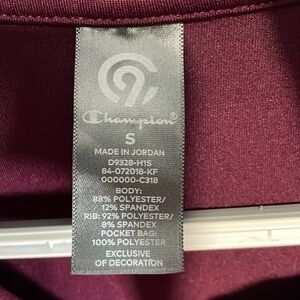 C9
Champion
S
MADE IN JORDAN
D9328-H1S
84-072018-KF
000000-C318
BODY:
88% POLYESTER/
12% SPANDEX
RIB: 92% POLYESTER/
8% SPANDEX
POCKET BAG:
100% POLYESTER
EXCLUSIVE
OF DECORATION